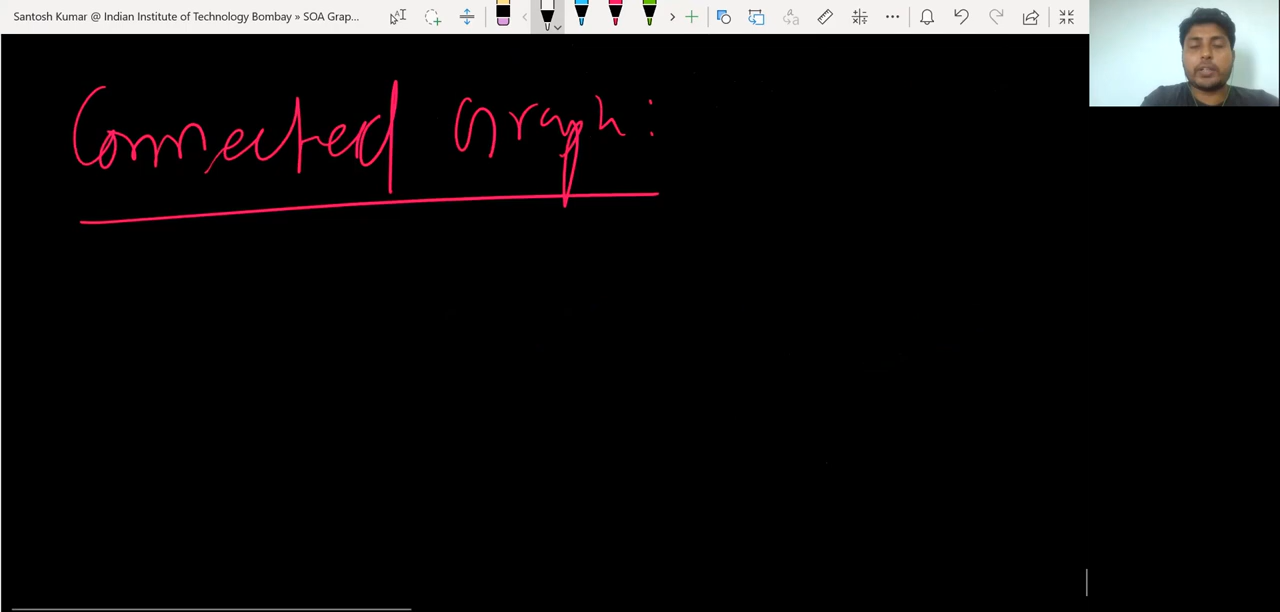 Santosh Kumar @ Indian Institute of Technology Bombay » SOA Grap...
Connected Graph: